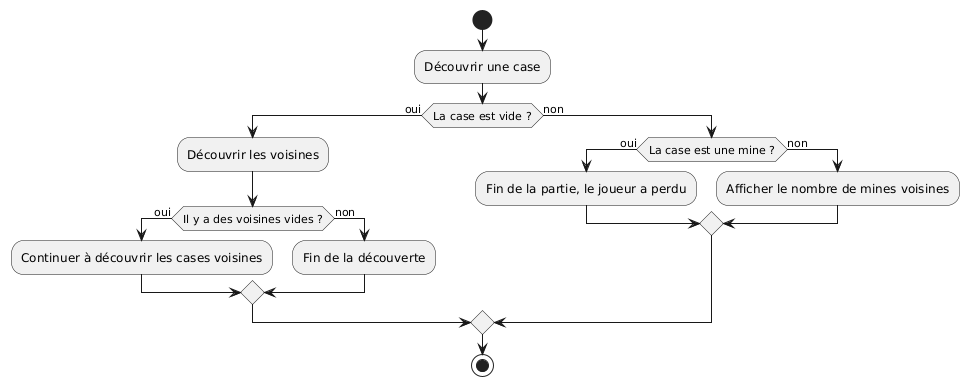 Découvrir une case
oui
La case est vide ?
non
Découvrir les voisines
oui
Il y a des voisines vides ?
non
Continuer à découvrir les cases voisines
Fin de la découverte
oui
La case est une mine ?
non
Fin de la partie, le joueur a perdu
Afficher le nombre de mines voisines